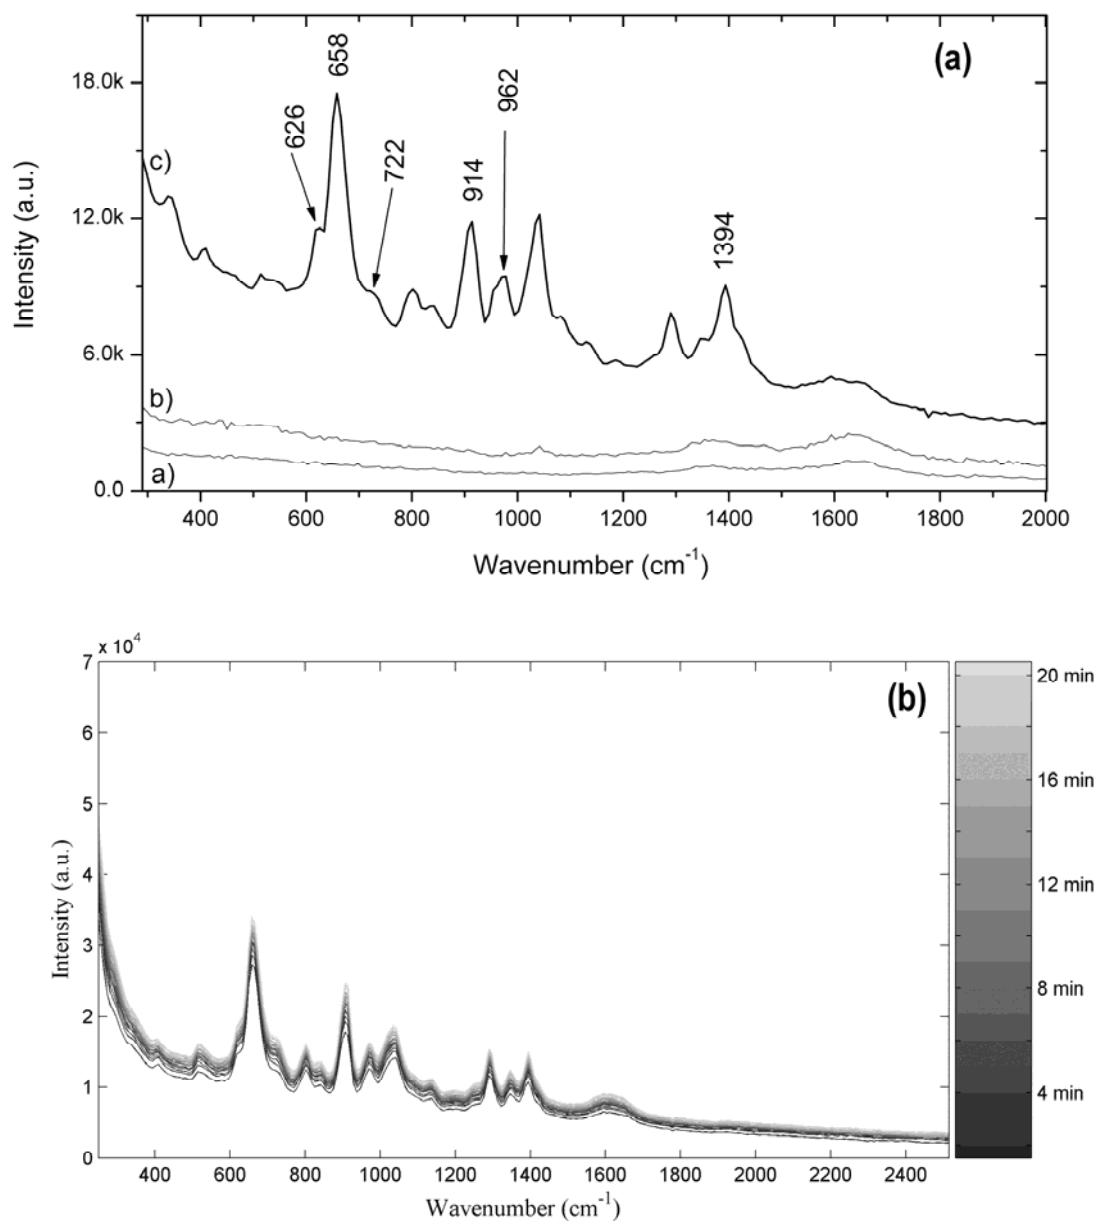 (a)
658
962
18.0k
626
c)
722
914
12.0k
1394
Intensity (a.u.)
6.0k
b)
a)
0.0
400 600 800 1000 1200 1400 1600 1800 2000
Wavenumber (cm-1)
x 10^4
7
(b)
20 min
6
16 min
5
4
12 min
Intensity (a.u.)
3
8 min
2
4 min
1
0
400 600 800 1000 1200 1400 1600 1800 2000 2200 2400
Wavenumber (cm-1)